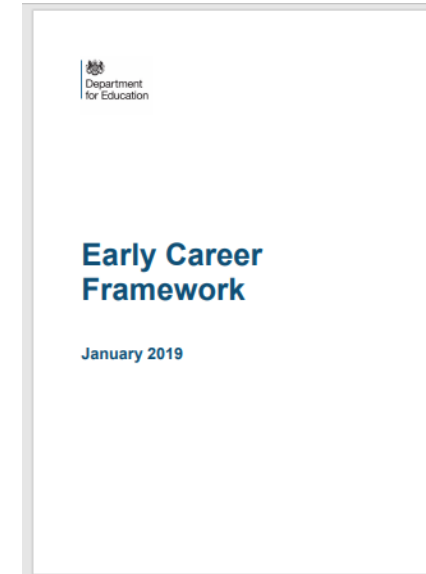 Department
for Education
Early Career
Framework
January 2019